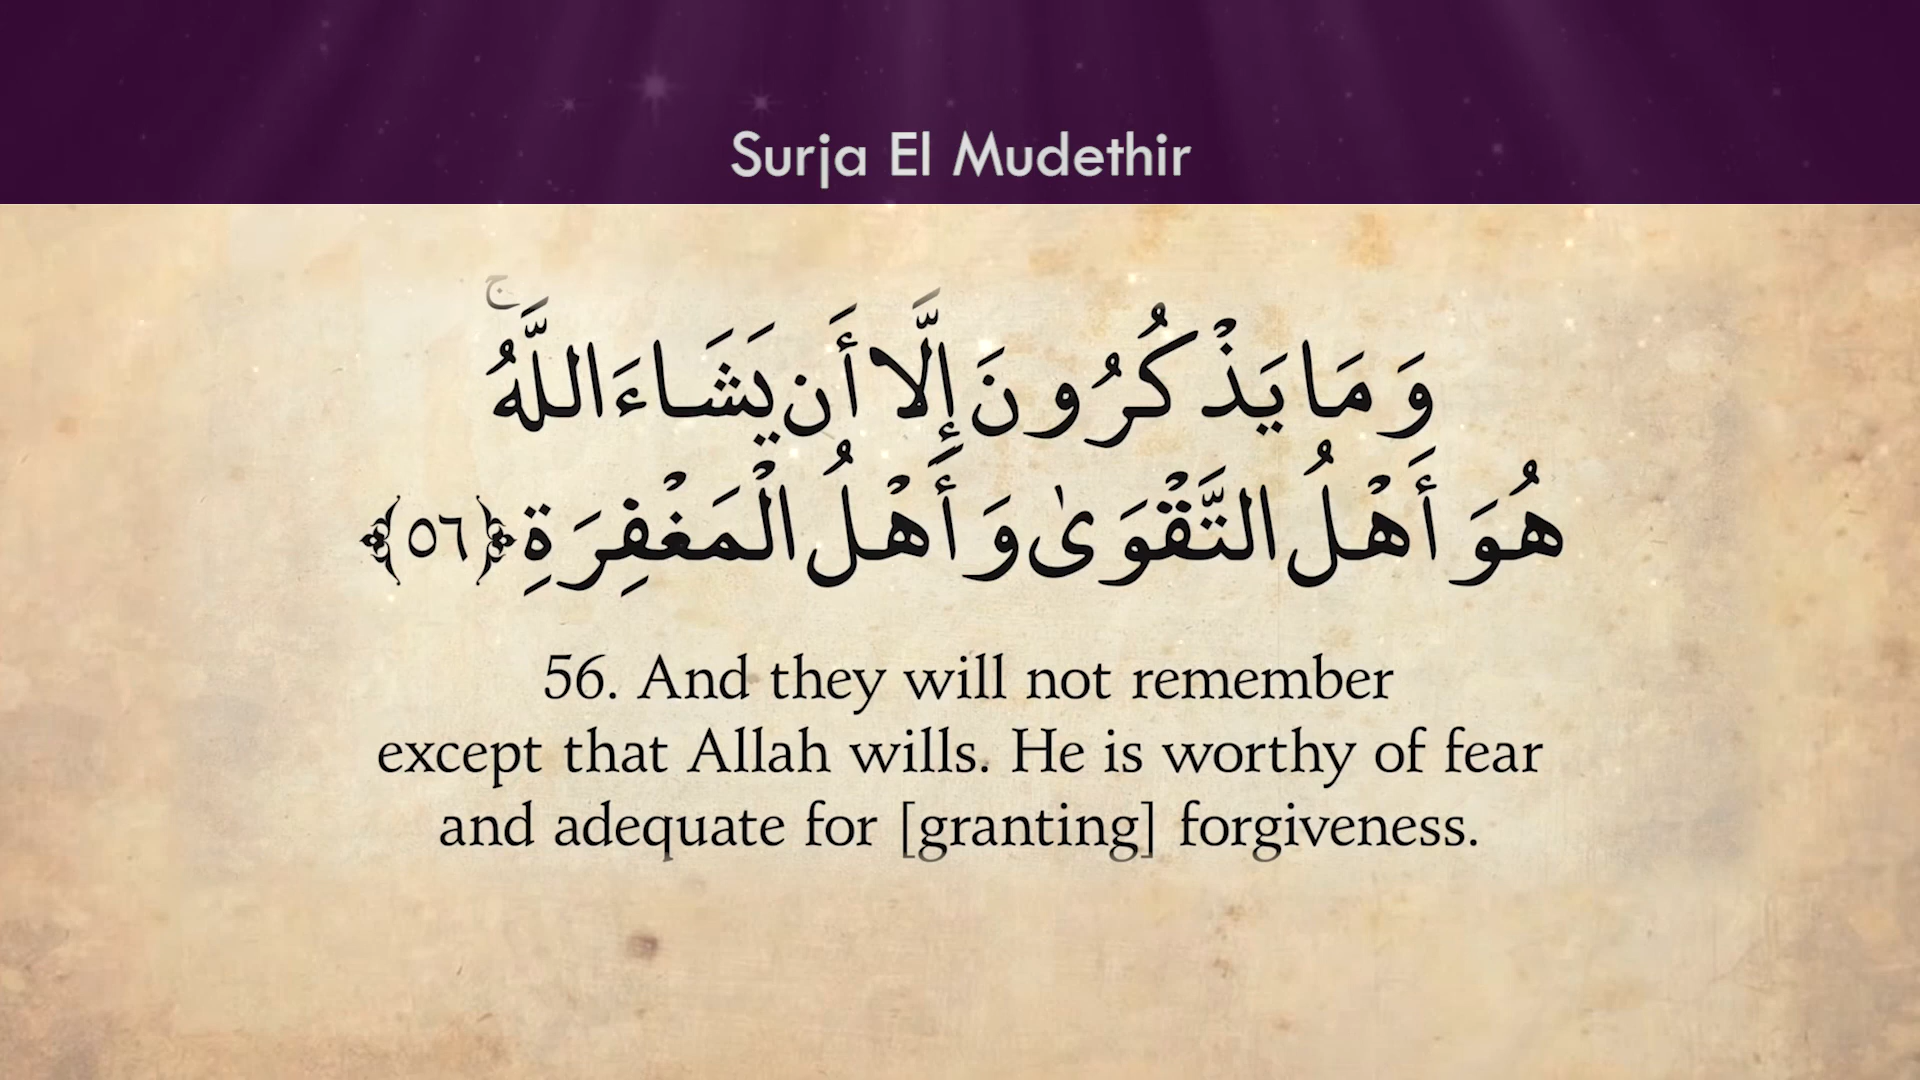 Surja El Mudethir
وَمَا يَذْكُرُونَ إِلَّا أَن يَشَاءَ اللَّهُ ۚ
هُوَ أَهْلُ التَّقْوَىٰ وَأَهْلُ الْمَغْفِرَةِ ﴿٥٦﴾
56. And they will not remember
except that Allah wills. He is worthy of fear
and adequate for [granting] forgiveness.